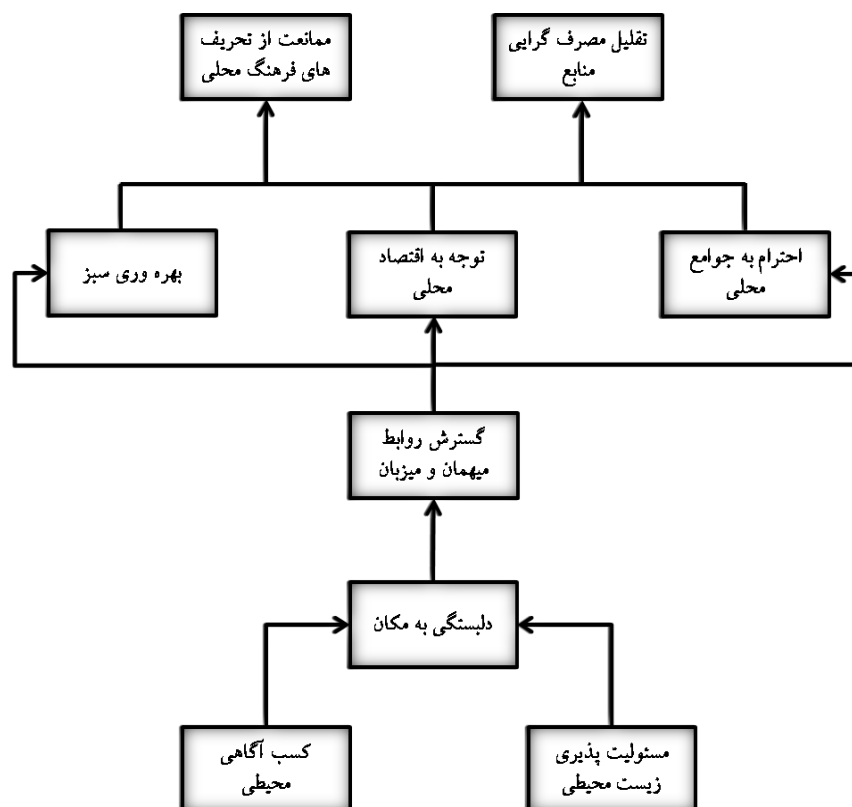 تقلیل مصرف گرایی
منابع
ممانعت از تحریف
های فرهنگ محلی
احترام به جوامع
محلی
توجه به اقتصاد
محلی
بهره وری سبز
گسترش روابط
میهمان و میزبان
دلبستگی به مکان
مسئولیت پذیری
زیست محیطی
کسب آگاهی
محیطی